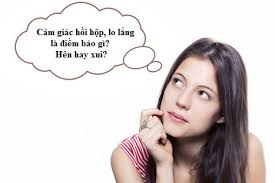 Cảm giác hồi hộp, lo lắng
là điềm báo gì?
Hên hay xui?